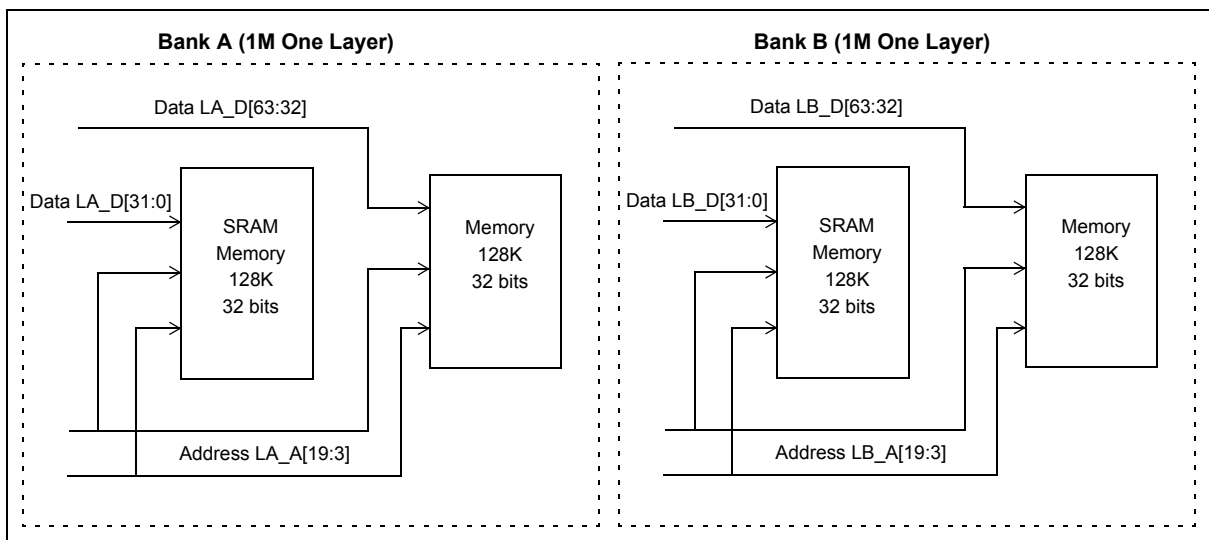 Bank A (1M One Layer)
Data LA_D[63:32]
Data LA_D[31:0]
SRAM
Memory
128K
32 bits
Memory
128K
32 bits
Address LA_A[19:3]
Bank B (1M One Layer)
Data LB_D[63:32]
Data LB_D[31:0]
SRAM
Memory
128K
32 bits
Memory
128K
32 bits
Address LB_A[19:3]